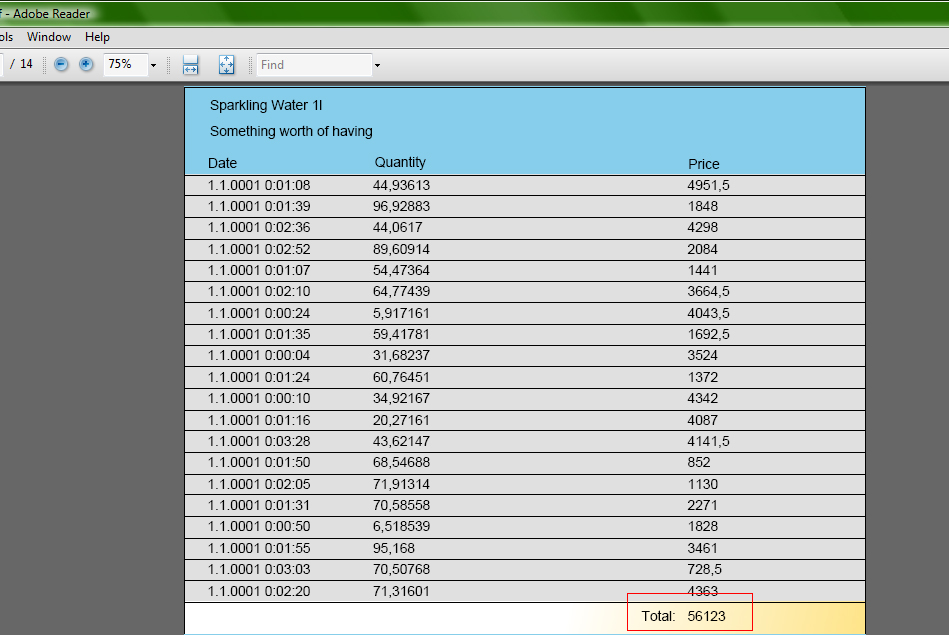 f - Adobe Reader
ols Window Help
/ 14 75% Find
Sparkling Water 1l
Something worth of having
Date Quantity Price
1.1.0001 0:01:08 44,93613 4951,5
1.1.0001 0:01:39 96,92883 1848
1.1.0001 0:02:36 44,0617 4298
1.1.0001 0:02:52 89,60914 2084
1.1.0001 0:01:07 54,47364 1441
1.1.0001 0:02:10 64,77439 3664,5
1.1.0001 0:00:24 5,917161 4043,5
1.1.0001 0:01:35 59,41781 1692,5
1.1.0001 0:00:04 31,68237 3524
1.1.0001 0:01:24 60,76451 1372
1.1.0001 0:00:10 34,92167 4342
1.1.0001 0:01:16 20,27161 4087
1.1.0001 0:03:28 43,62147 4141,5
1.1.0001 0:01:50 68,54688 852
1.1.0001 0:02:05 71,91314 1130
1.1.0001 0:01:31 70,58558 2271
1.1.0001 0:00:50 6,518539 1828
1.1.0001 0:01:55 95,168 3461
1.1.0001 0:03:03 70,50768 728,5
1.1.0001 0:02:20 71,31601 4363
Total: 56123